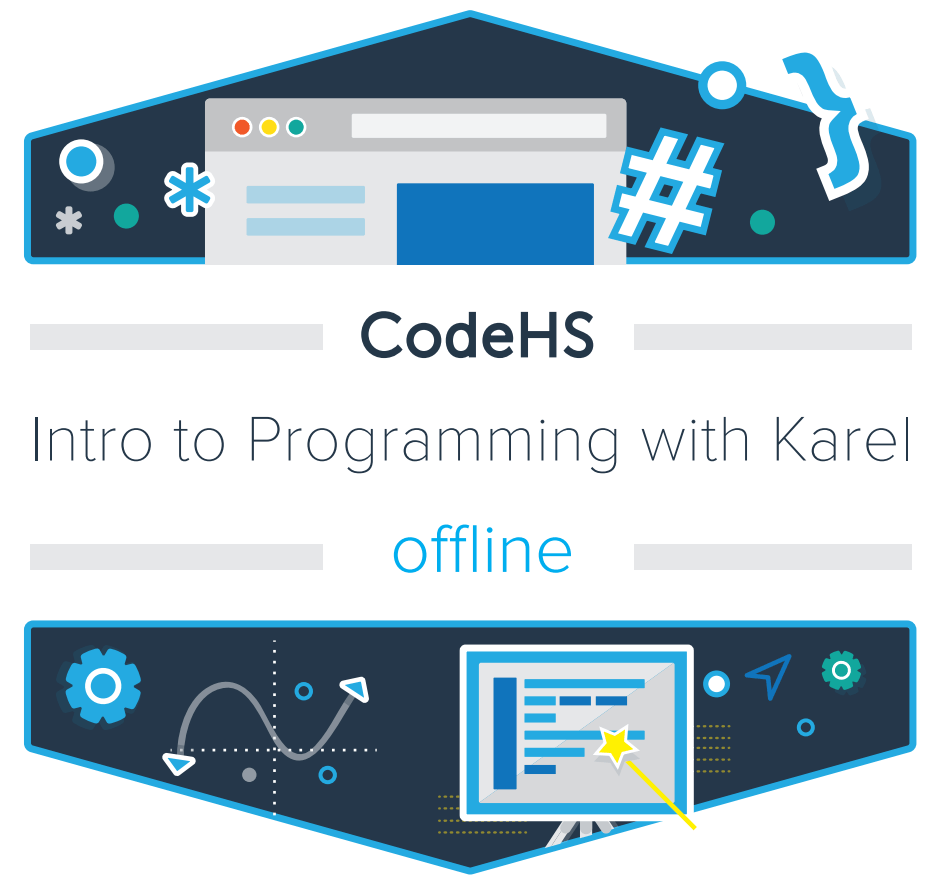 *
*
#
}
CodeHS
Intro to Programming with Karel
offline